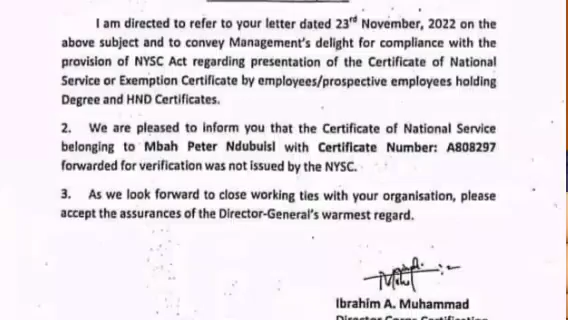 I am directed to refer to your letter dated 23rd November, 2022 on the
above subject and to convey Management's delight for compliance with the
provision of NYSC Act regarding presentation of the Certificate of National
Service or Exemption Certificate by employees/prospective employees holding
Degree and HND Certificates.
2. We are pleased to inform you that the Certificate of National Service
belonging to Mbah Peter Ndubuisi with Certificate Number: A808297
forwarded for verification was not issued by the NYSC.
3. As we look forward to close working ties with your organisation, please
accept the assurances of the Director-General's warmest regard.
Ibrahim A. Muhammad
Director Corps Certification